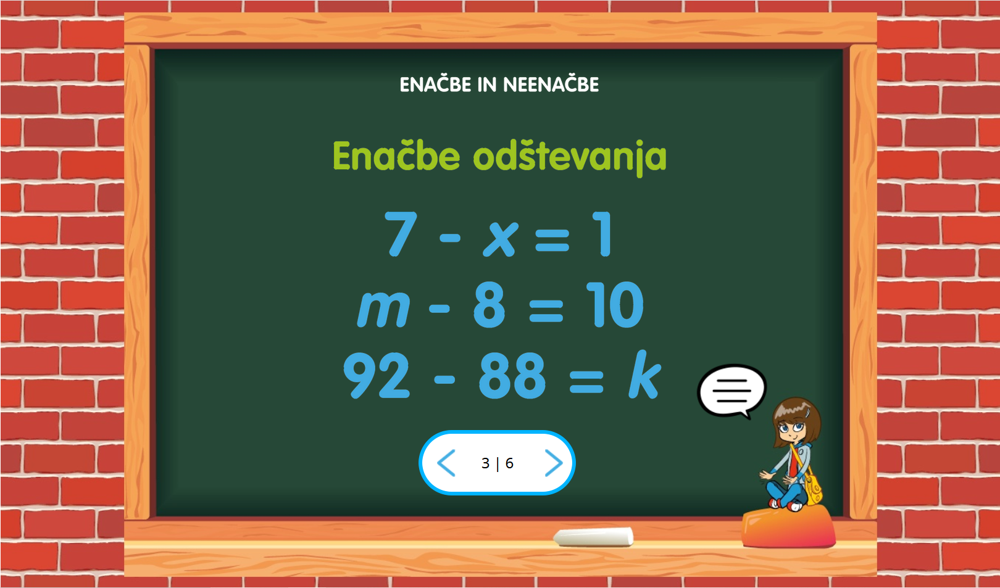 ENAČBE IN NEENAČBE
Enačbe odštevanja
7 - x = 1
m - 8 = 10
92 - 88 = k
3 | 6